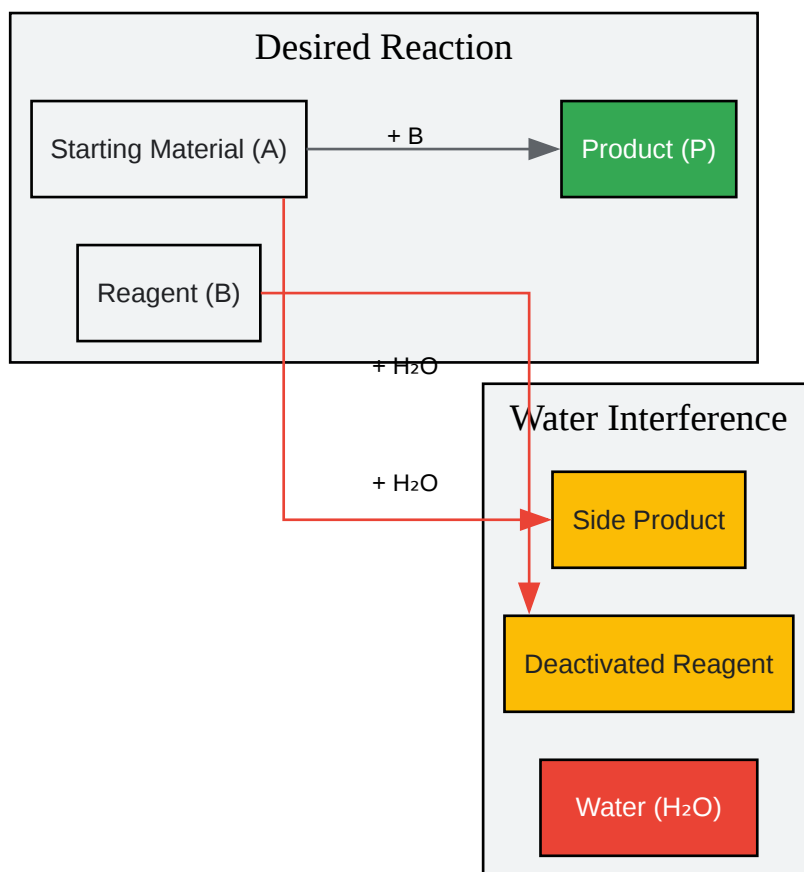 Desired Reaction
Starting Material (A)
+ B
Product (P)
Reagent (B)
+ H₂O
Water Interference
+ H₂O
Side Product
Deactivated Reagent
Water (H₂O)